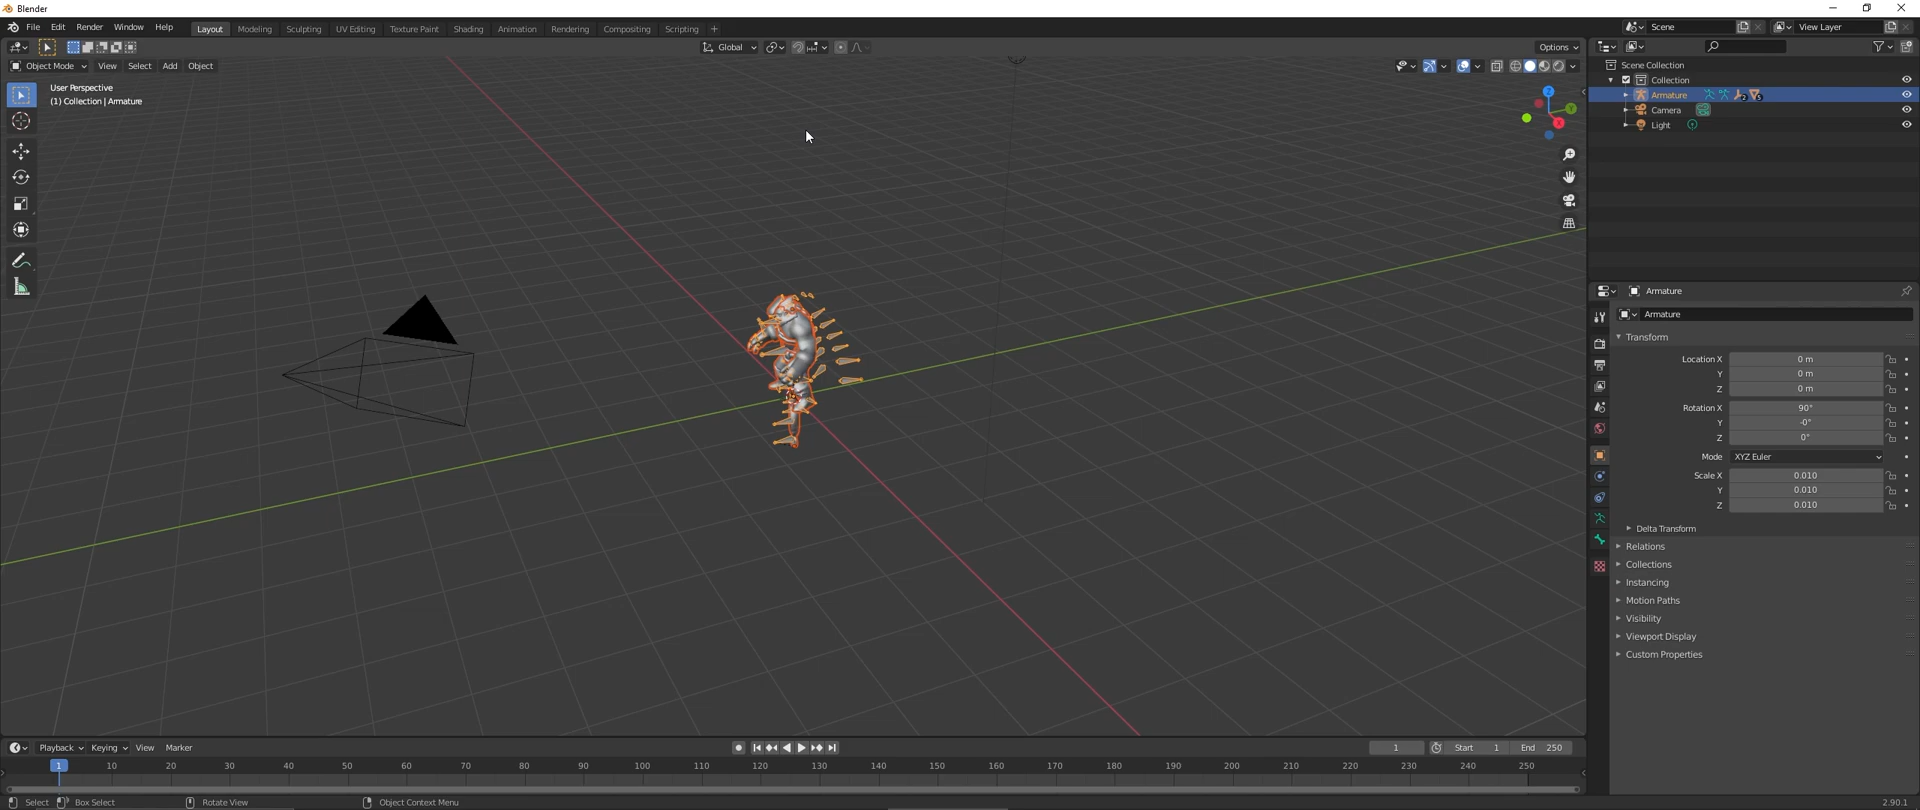 Blender
File Edit Render Window Help
Layout Modeling Sculpting UV Editing Texture Paint Shading Animation Rendering Compositing Scripting +
Scene
View Layer
Global
Options
Object Mode View Select Add Object
User Perspective
(1) Collection | Armature
Z
Y
X
Scene Collection
Collection
Armature 2 5
Camera
Light
Armature
Armature
Transform
Location X 0 m
Y 0 m
Z 0 m
Rotation X 90°
Y -0°
Z 0°
Mode XYZ Euler
Scale X 0.010
Y 0.010
Z 0.010
Delta Transform
Relations
Collections
Instancing
Motion Paths
Visibility
Viewport Display
Custom Properties
Playback Keying View Marker
1 Start 1 End 250
1 10 20 30 40 50 60 70 80 90 100 110 120 130 140 150 160 170 180 190 200 210 220 230 240 250
Select Box Select Rotate View Object Context Menu
2.90.1